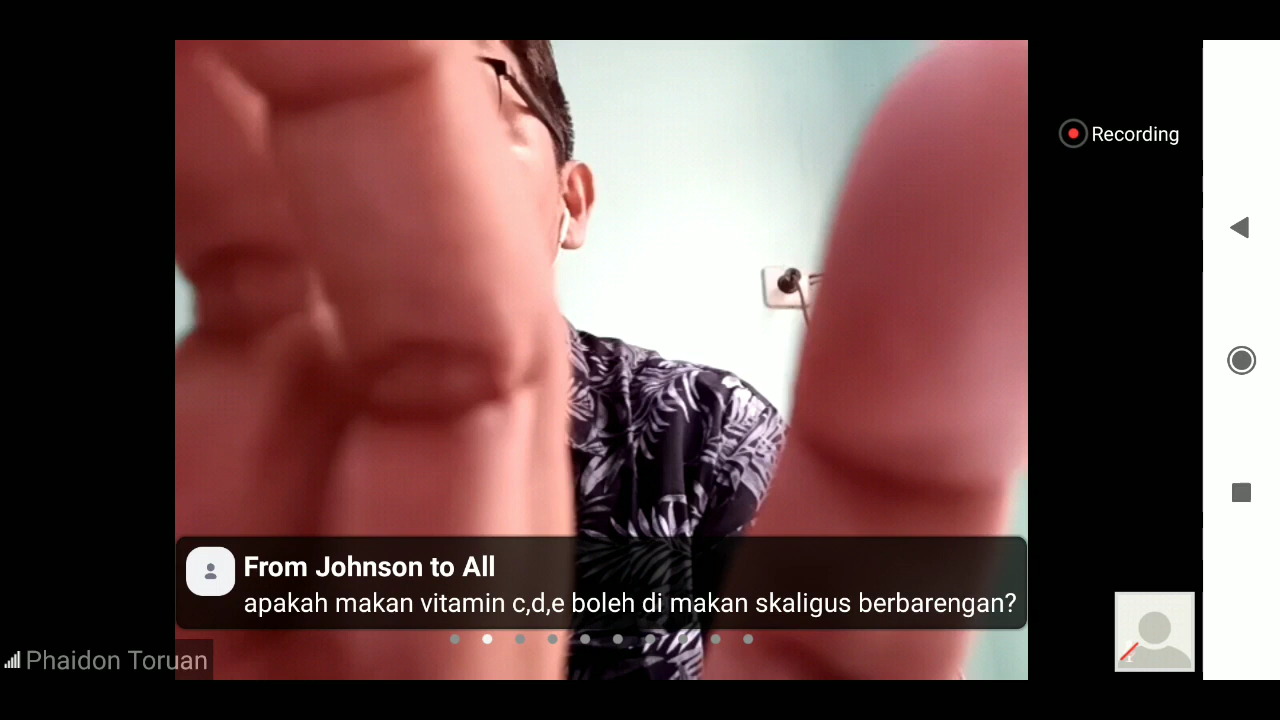 Recording
From Johnson to All
apakah makan vitamin c,d,e boleh di makan skaligus berbarengan?
Phaidon Toruan